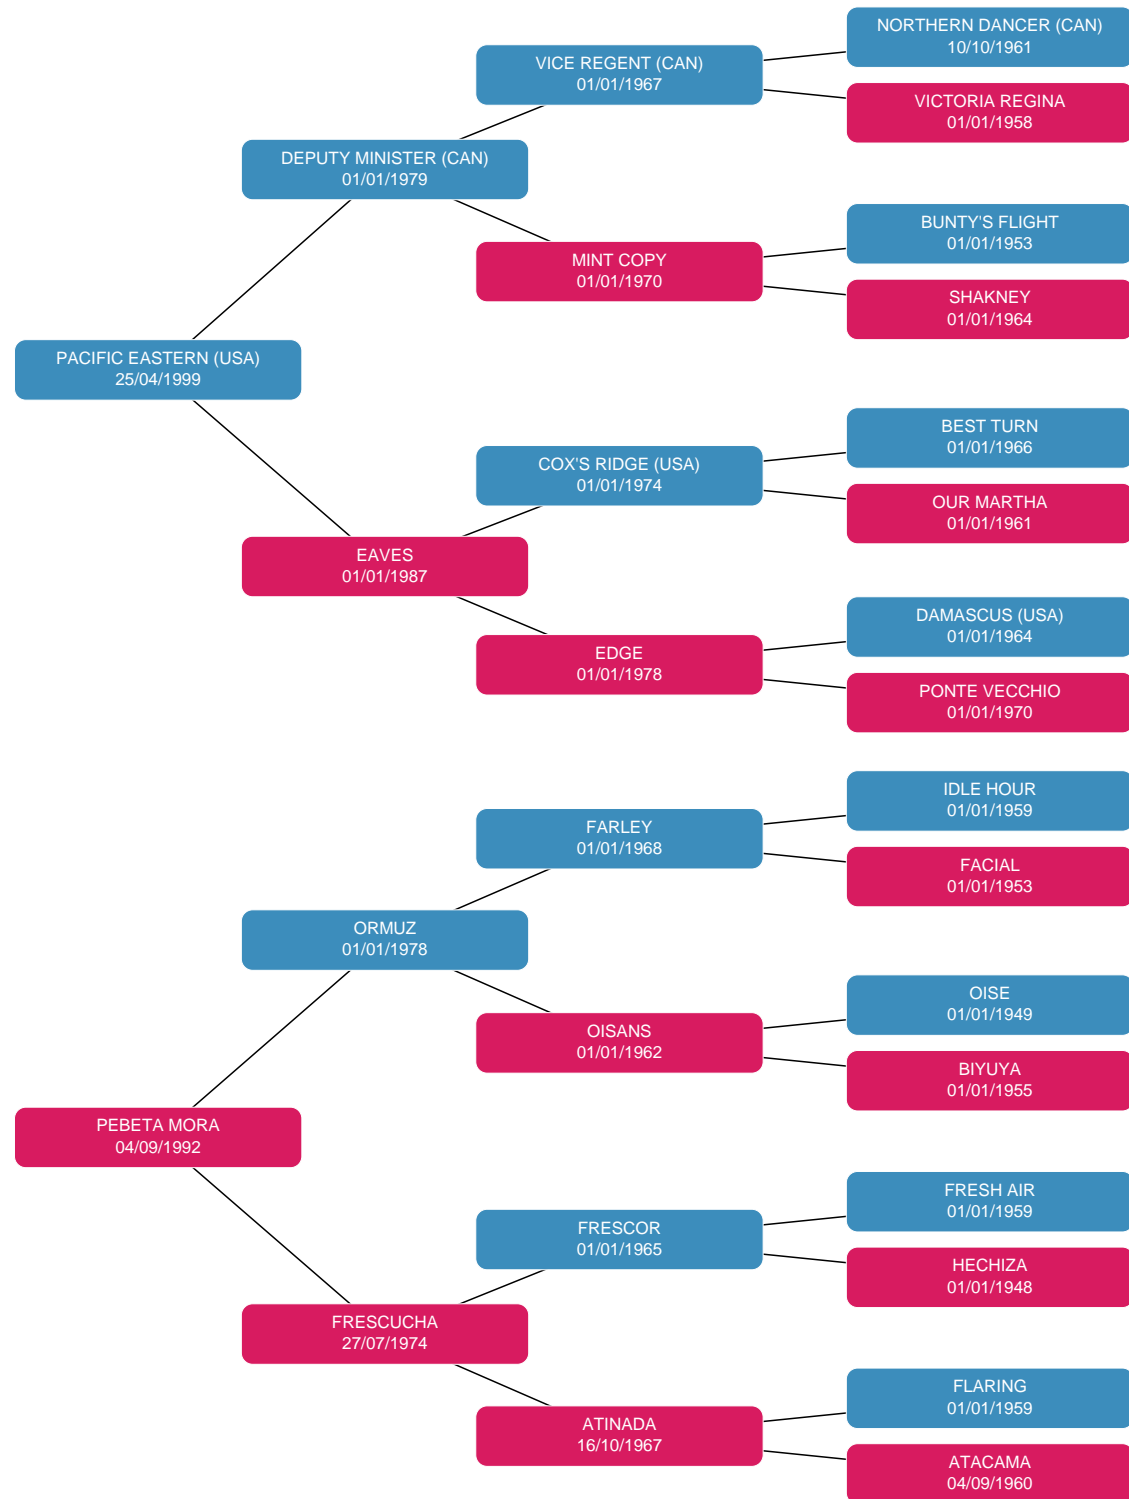 NORTHERN DANCER (CAN)
10/10/1961
VICE REGENT (CAN)
01/01/1967
VICTORIA REGINA
01/01/1958
DEPUTY MINISTER (CAN)
01/01/1979
BUNTY'S FLIGHT
01/01/1953
MINT COPY
01/01/1970
SHAKNEY
01/01/1964
PACIFIC EASTERN (USA)
25/04/1999
BEST TURN
01/01/1966
COX'S RIDGE (USA)
01/01/1974
OUR MARTHA
01/01/1961
EAVES
01/01/1987
DAMASCUS (USA)
01/01/1964
EDGE
01/01/1978
PONTE VECCHIO
01/01/1970
IDLE HOUR
01/01/1959
FARLEY
01/01/1968
FACIAL
01/01/1953
ORMUZ
01/01/1978
OISE
01/01/1949
OISANS
01/01/1962
BIYUYA
01/01/1955
PEBETA MORA
04/09/1992
FRESH AIR
01/01/1959
FRESCOR
01/01/1965
HECHIZA
01/01/1948
FRESCUCHA
27/07/1974
FLARING
01/01/1959
ATINADA
16/10/1967
ATACAMA
04/09/1960